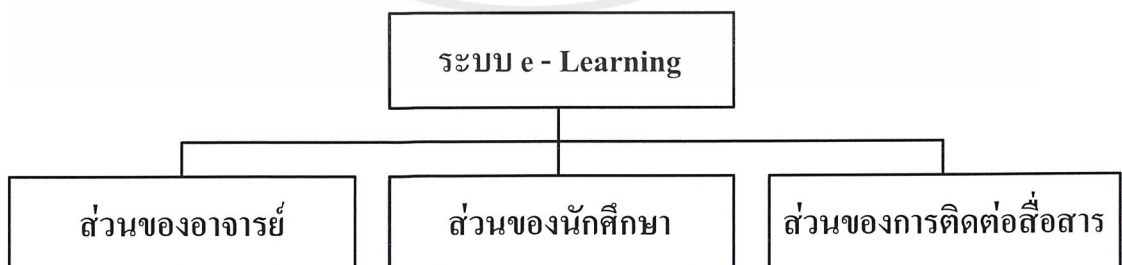 ระบบ e - Learning
ส่วนของอาจารย์
ส่วนของนักศึกษา
ส่วนของการติดต่อสื่อสาร